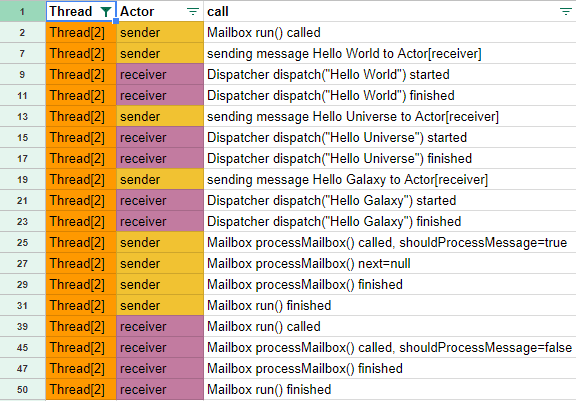 1 Thread Actor call
2 Thread[2] sender Mailbox run() called
7 Thread[2] sender sending message Hello World to Actor[receiver]
9 Thread[2] receiver Dispatcher dispatch("Hello World") started
11 Thread[2] receiver Dispatcher dispatch("Hello World") finished
13 Thread[2] sender sending message Hello Universe to Actor[receiver]
15 Thread[2] receiver Dispatcher dispatch("Hello Universe") started
17 Thread[2] receiver Dispatcher dispatch("Hello Universe") finished
19 Thread[2] sender sending message Hello Galaxy to Actor[receiver]
21 Thread[2] receiver Dispatcher dispatch("Hello Galaxy") started
23 Thread[2] receiver Dispatcher dispatch("Hello Galaxy") finished
25 Thread[2] sender Mailbox processMailbox() called, shouldProcessMessage=true
27 Thread[2] sender Mailbox processMailbox() next=null
29 Thread[2] sender Mailbox processMailbox() finished
31 Thread[2] sender Mailbox run() finished
39 Thread[2] receiver Mailbox run() called
45 Thread[2] receiver Mailbox processMailbox() called, shouldProcessMessage=false
47 Thread[2] receiver Mailbox processMailbox() finished
50 Thread[2] receiver Mailbox run() finished